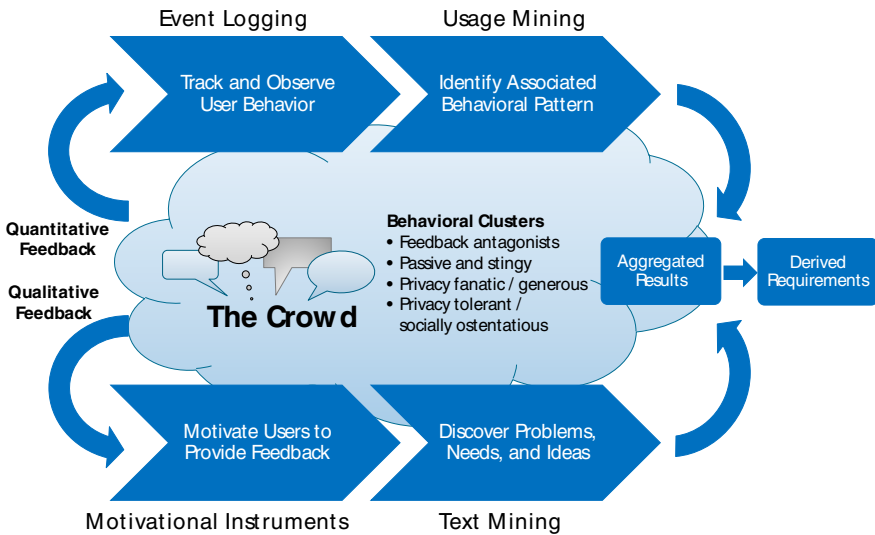 Event Logging
Usage Mining
Track and Observe
User Behavior
Identify Associated
Behavioral Pattern
Quantitative
Feedback
Qualitative
Feedback
The Crowd
Behavioral Clusters
• Feedback antagonists
• Passive and stingy
• Privacy fanatic / generous
• Privacy tolerant /
socially ostentatious
Aggregated
Results
Derived
Requirements
Motivate Users to
Provide Feedback
Discover Problems,
Needs, and Ideas
Motivational Instruments
Text Mining